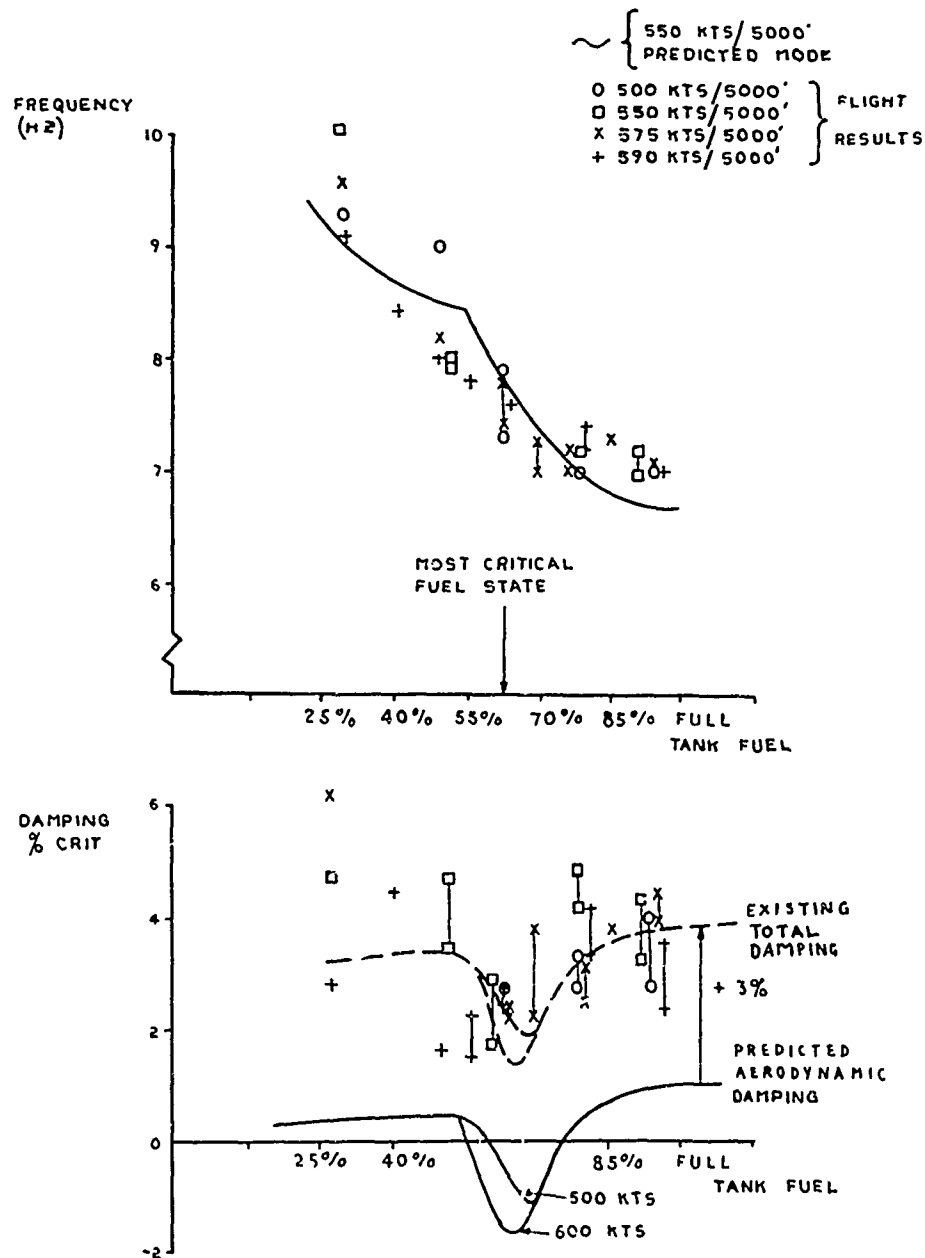 550 KTS/5000'
PREDICTED MODE
O 500 KTS/5000'
□ 550 KTS/5000'
X 575 KTS/5000'
+ 590 KTS/5000'
FLIGHT
RESULTS
FREQUENCY
(HZ)
10
9
8
7
6
MOST CRITICAL
FUEL STATE
25% 40% 55% 70% 85% FULL
TANK FUEL
DAMPING
% CRIT
6
4
2
0
-2
EXISTING
TOTAL
DAMPING
+ 3%
PREDICTED
AERODYNAMIC
DAMPING
25% 40% 85% FULL
TANK FUEL
500 KTS
600 KTS